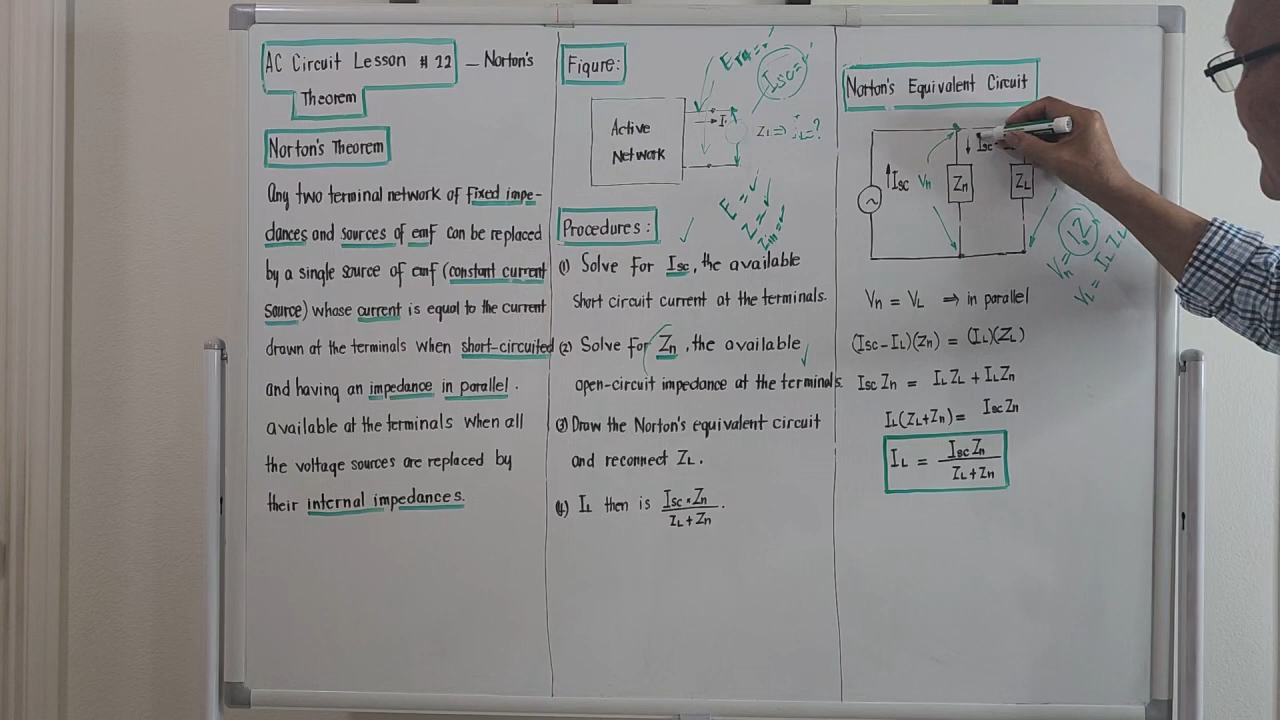 AC Circuit Lesson # 22 – Norton's
Theorem
Norton's Theorem
Any two terminal network of fixed impe-
dances and sources of emf can be replaced
by a single source of emf (constant current
source) whose current is equal to the current
drawn at the terminals when short-circuited
and having an impedance in parallel.
available at the terminals when all
the voltage sources are replaced by
their internal impedances.
Figure:
Isc=
Active
Network
I
ZL ⇒ iL=?
E=
Z=
Procedures:
(1) Solve for Isc, the available
short circuit current at the terminals.
(2) Solve for Zn, the available
open-circuit impedance at the terminals.
(3) Draw the Norton's equivalent circuit
and reconnect ZL.
(4) IL then is Isc • Zn
ZL + Zn .
Norton's Equivalent Circuit
Isc -
Isc Vn Zn ZL
Vn = IZ
VL = IL ZL
Vn = VL ⇒ in parallel
(Isc – IL)(Zn) = (IL)(ZL)
Isc Zn = IL ZL + IL Zn
IL(ZL+Zn) = Isc Zn
IL = Isc Zn
ZL + Zn